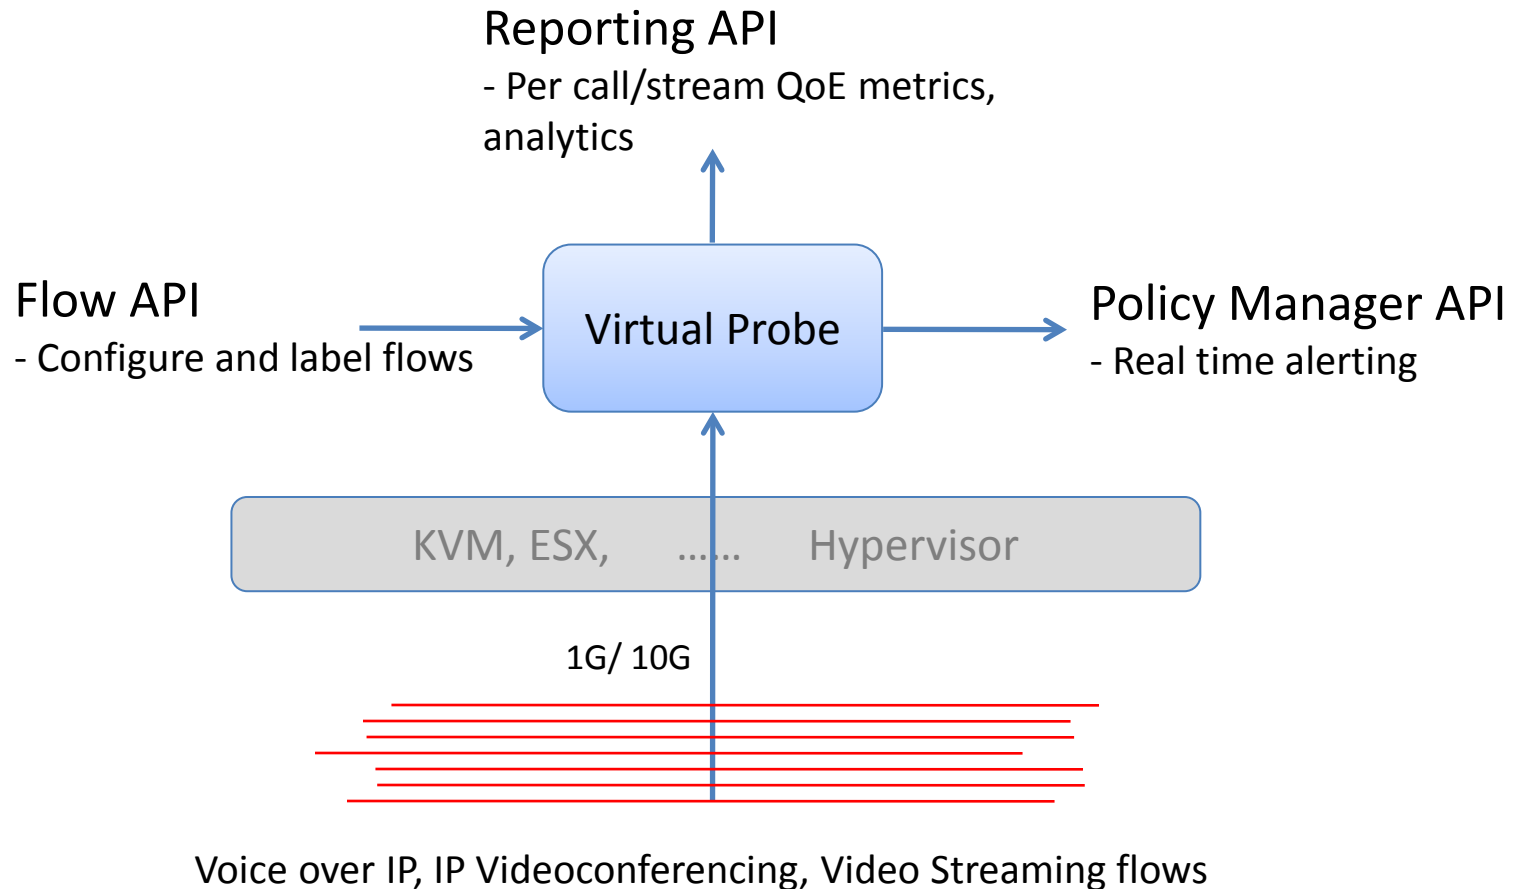 Reporting API
- Per call/stream QoE metrics,
analytics
Flow API
- Configure and label flows
Virtual Probe
Policy Manager API
- Real time alerting
KVM, ESX, ...... Hypervisor
1G/ 10G
Voice over IP, IP Videoconferencing, Video Streaming flows